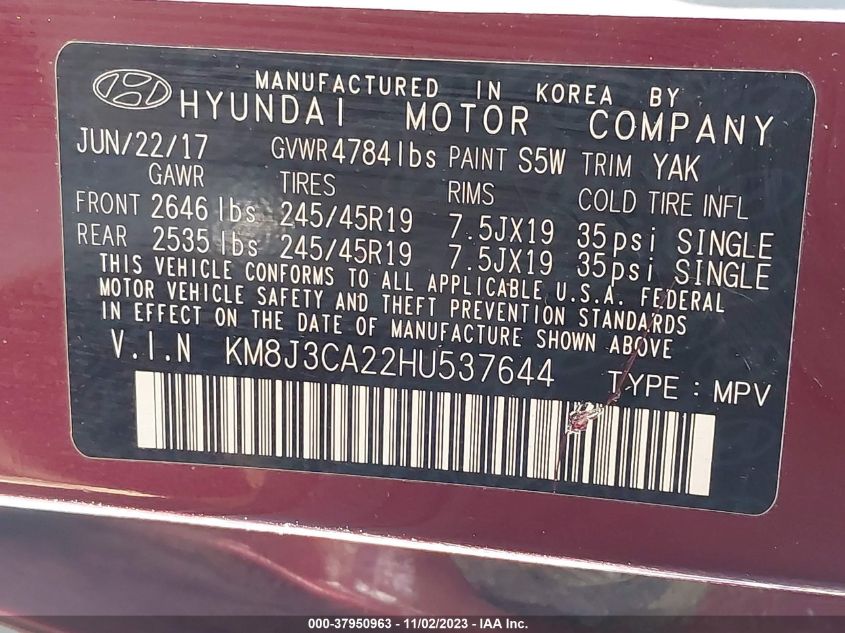 MANUFACTURED IN KOREA BY
HYUNDAI MOTOR COMPANY
JUN/22/17 GVWR 4784 lbs PAINT S5W TRIM YAK
GAWR TIRES RIMS COLD TIRE INFL
FRONT 2646 lbs 245/45R19 7.5JX19 35psi SINGLE
REAR 2535 lbs 245/45R19 7.5JX19 35psi SINGLE
THIS VEHICLE CONFORMS TO ALL APPLICABLE U.S.A. FEDERAL
MOTOR VEHICLE SAFETY AND THEFT PREVENTION STANDARDS
IN EFFECT ON THE DATE OF MANUFACTURE SHOWN ABOVE
V.I.N KM8J3CA22HU537644 TYPE : MPV
000-37950963 - 11/02/2023 - IAA Inc.